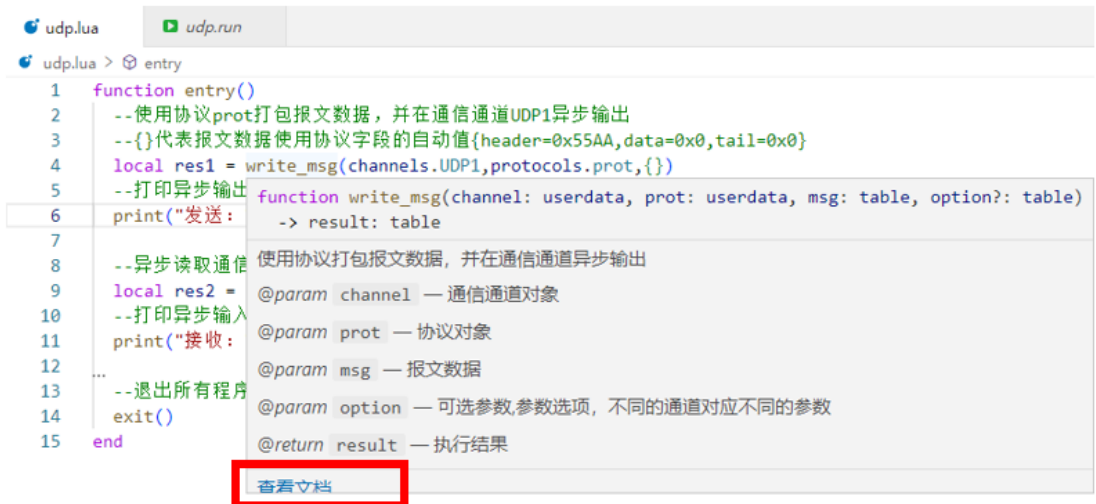 udp.lua
udp.run
udp.lua > entry
1 function entry()
2 --使用协议prot打包报文数据，并在通信通道UDP1异步输出
3 --{}代表报文数据使用协议字段的自动值{header=0x55AA,data=0x0,tail=0x0}
4 local res1 = write_msg(channels.UDP1,protocols.prot,{})
5 --打印异步输出
6 print("发送：
7
8 --异步读取通信
9 local res2 =
10 --打印异步输入
11 print("接收：
12
...
13 --退出所有程序
14 exit()
15 end
function write_msg(channel: userdata, prot: userdata, msg: table, option?: table)
-> result: table
使用协议打包报文数据，并在通信通道异步输出
@param channel — 通信通道对象
@param prot — 协议对象
@param msg — 报文数据
@param option — 可选参数,参数选项，不同的通道对应不同的参数
@return result — 执行结果
查看文档